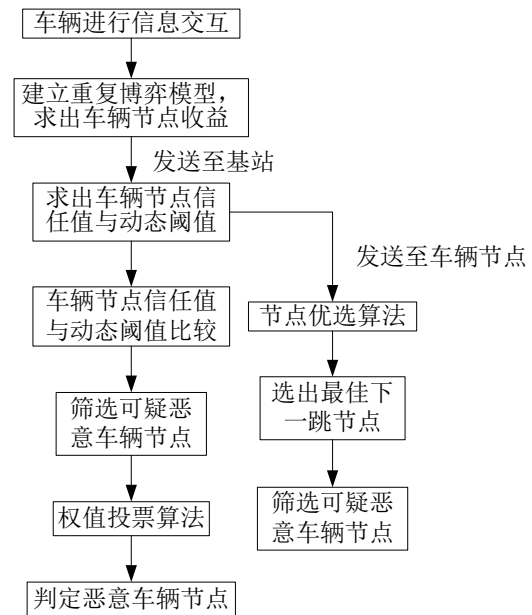 车辆进行信息交互
建立重复博弈模型，
求出车辆节点收益
发送至基站
求出车辆节点信
任值与动态阈值
发送至车辆节点
车辆节点信任值
与动态阈值比较
节点优选算法
筛选可疑恶
意车辆节点
选出最佳下
一跳节点
权值投票算法
筛选可疑恶
意车辆节点
判定恶意车辆节点